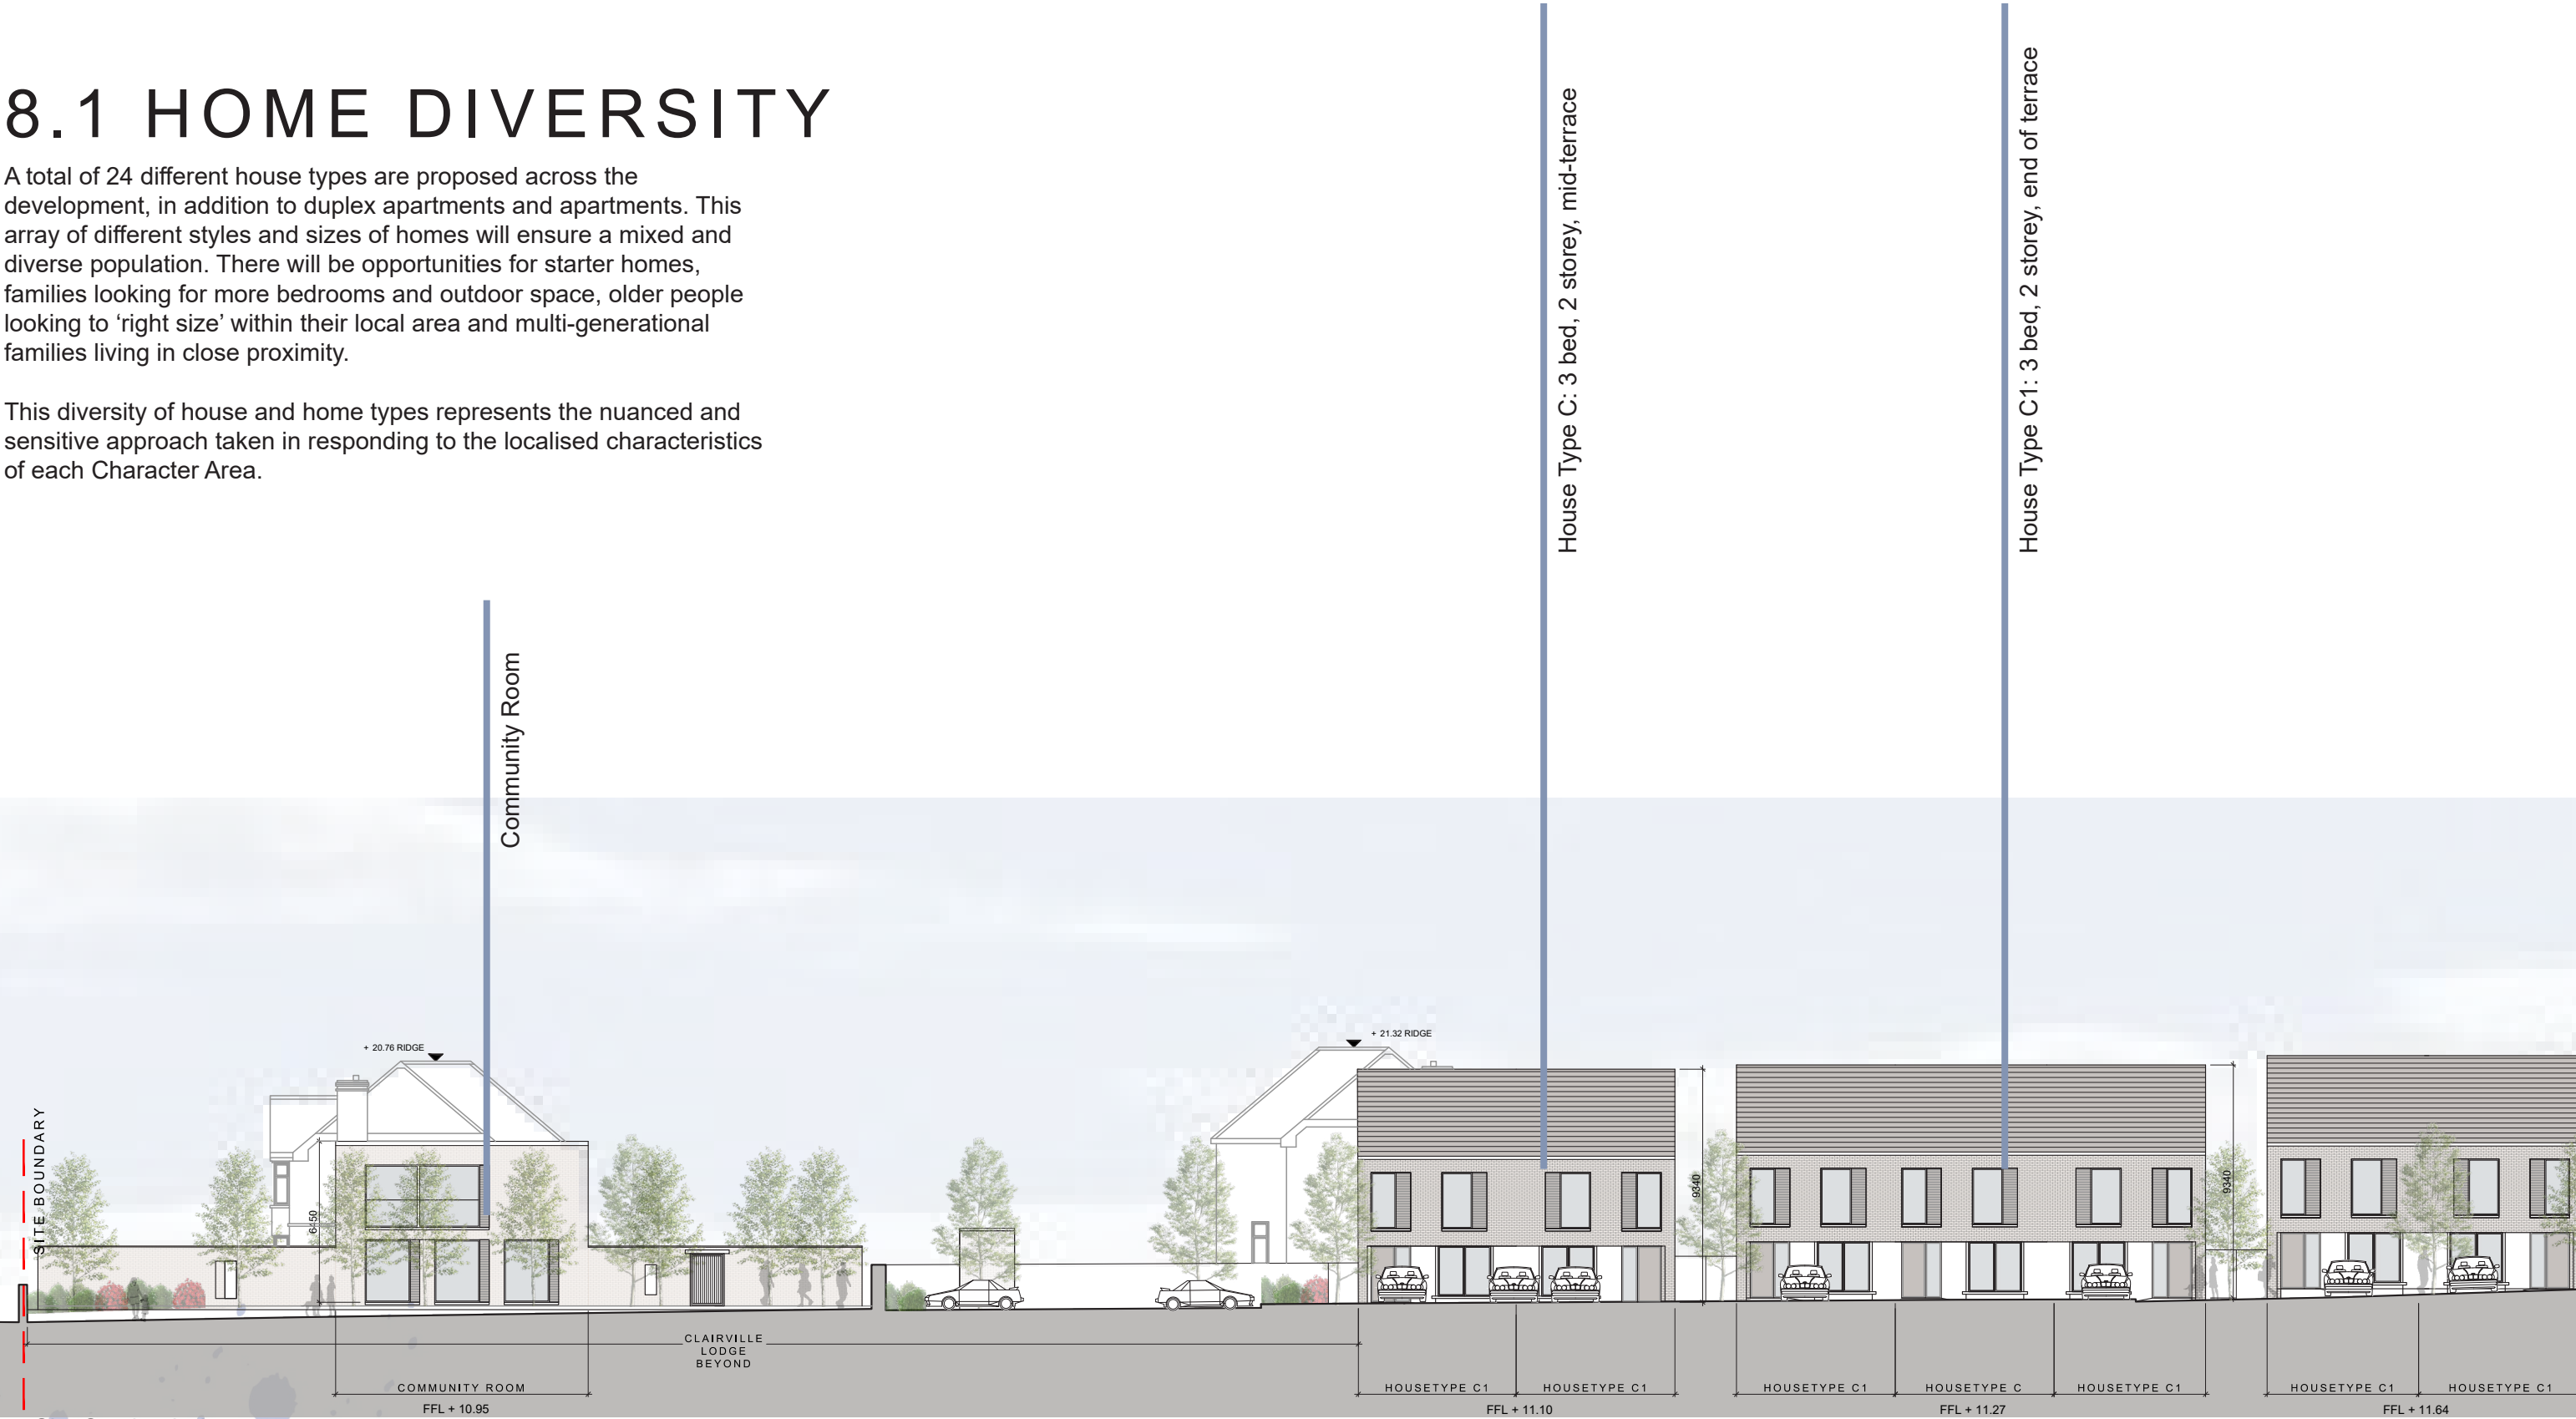 8.1 HOME DIVERSITY
A total of 24 different house types are proposed across the
development, in addition to duplex apartments and apartments. This
array of different styles and sizes of homes will ensure a mixed and
diverse population. There will be opportunities for starter homes,
families looking for more bedrooms and outdoor space, older people
looking to ‘right size’ within their local area and multi-generational
families living in close proximity.
This diversity of house and home types represents the nuanced and
sensitive approach taken in responding to the localised characteristics
of each Character Area.
Community Room
House Type C: 3 bed, 2 storey, mid-terrace
House Type C1: 3 bed, 2 storey, end of terrace
SITE BOUNDARY
+ 20.76 RIDGE
6450
+ 21.32 RIDGE
9340
9340
CLAIRVILLE
LODGE
BEYOND
COMMUNITY ROOM
FFL + 10.95
HOUSETYPE C1
HOUSETYPE C1
FFL + 11.10
HOUSETYPE C1
HOUSETYPE C
HOUSETYPE C1
FFL + 11.27
HOUSETYPE C1
HOUSETYPE C1
FFL + 11.64